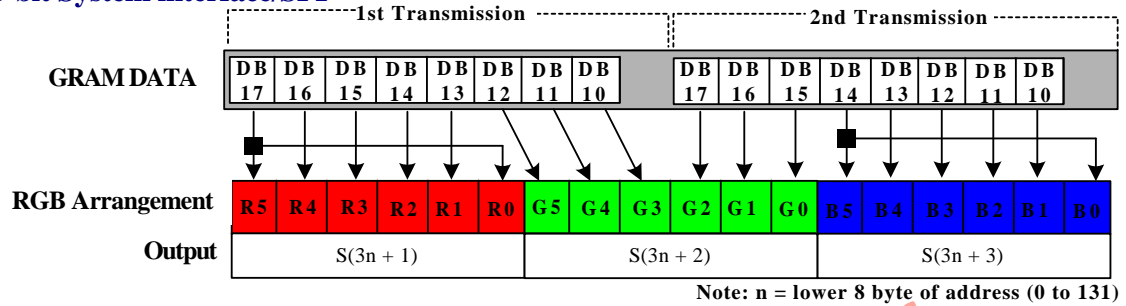 bit System Interface/SPI
1st Transmission
2nd Transmission
GRAM DATA
DB 17 DB 16 DB 15 DB 14 DB 13 DB 12 DB 11 DB 10 DB 17 DB 16 DB 15 DB 14 DB 13 DB 12 DB 11 DB 10
RGB Arrangement
R5 R4 R3 R2 R1 R0 G5 G4 G3 G2 G1 G0 B5 B4 B3 B2 B1 B0
Output
S(3n + 1) S(3n + 2) S(3n + 3)
Note: n = lower 8 byte of address (0 to 131)